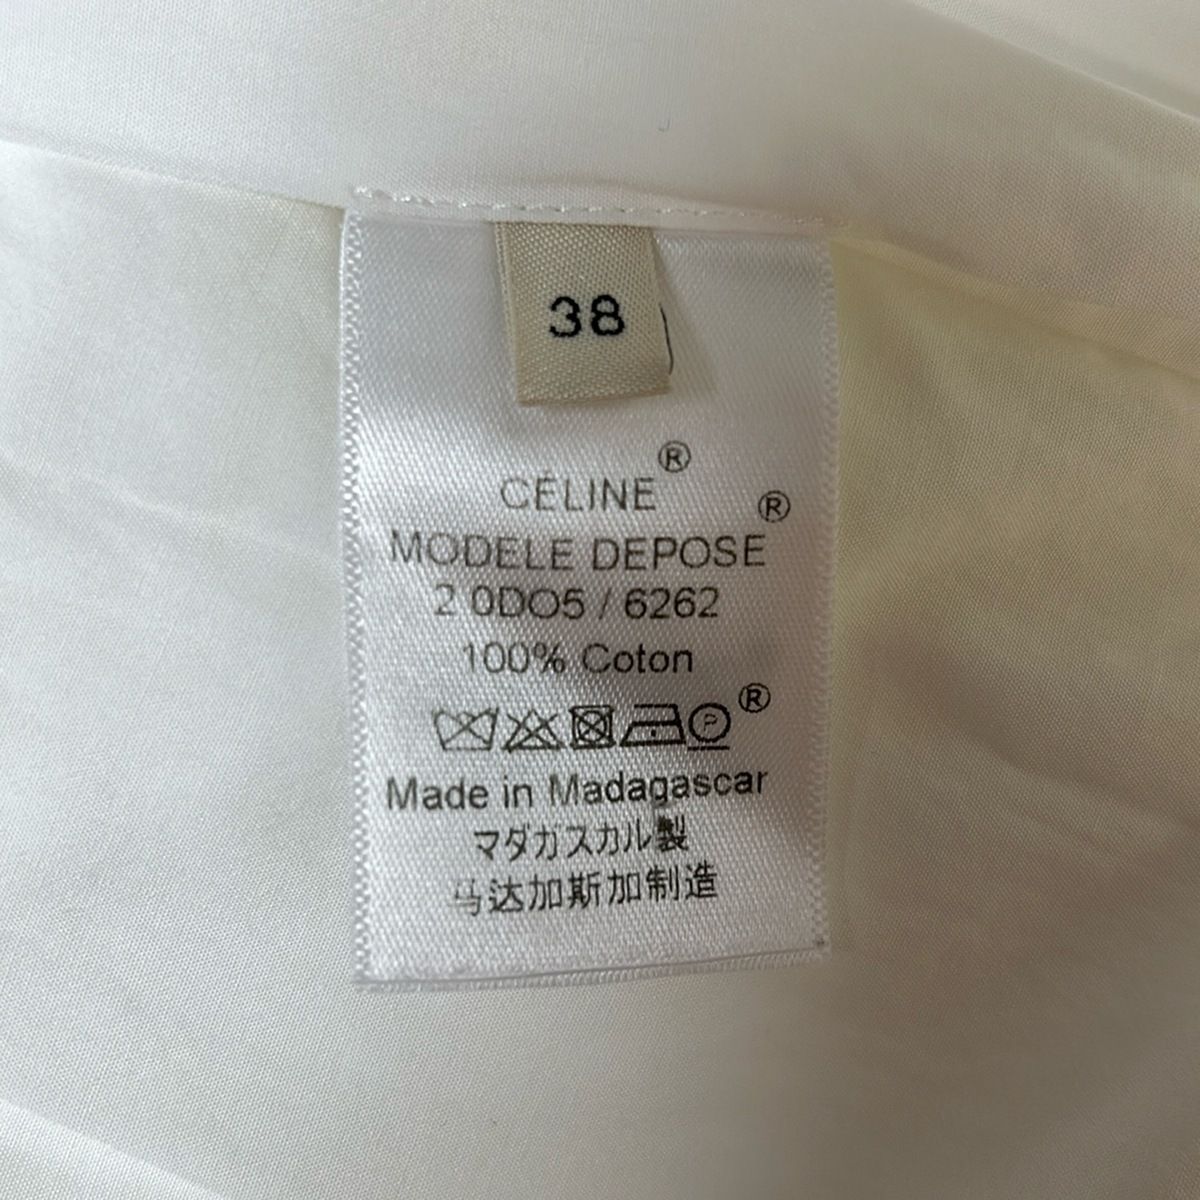 38
CÉLINE®
MODELE DEPOSE®
2 0DO5 / 6262
100% Coton
P ®
Made in Madagascar
マダガスカル製
马达加斯加制造